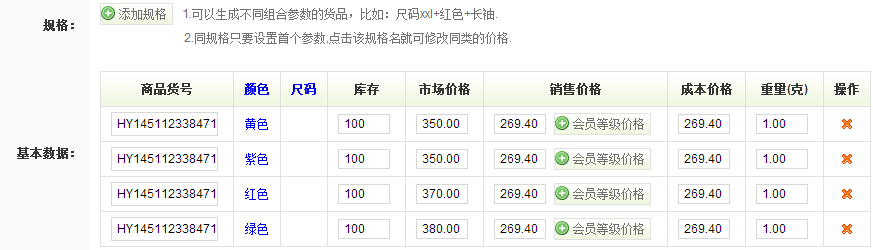 规格： 添加规格 1.可以生成不同组合参数的货品，比如：尺码xxl+红色+长袖.
2.同规格只要设置首个参数,点击该规格名就可修改同类的价格.
商品货号 颜色 尺码 库存 市场价格 销售价格 成本价格 重量(克) 操作
HY145112338471 黄色 100 350.00 269.40 会员等级价格 269.40 1.00
基本数据： HY145112338471 紫色 100 350.00 269.40 会员等级价格 269.40 1.00
HY145112338471 红色 100 370.00 269.40 会员等级价格 269.40 1.00
HY145112338471 绿色 100 380.00 269.40 会员等级价格 269.40 1.00